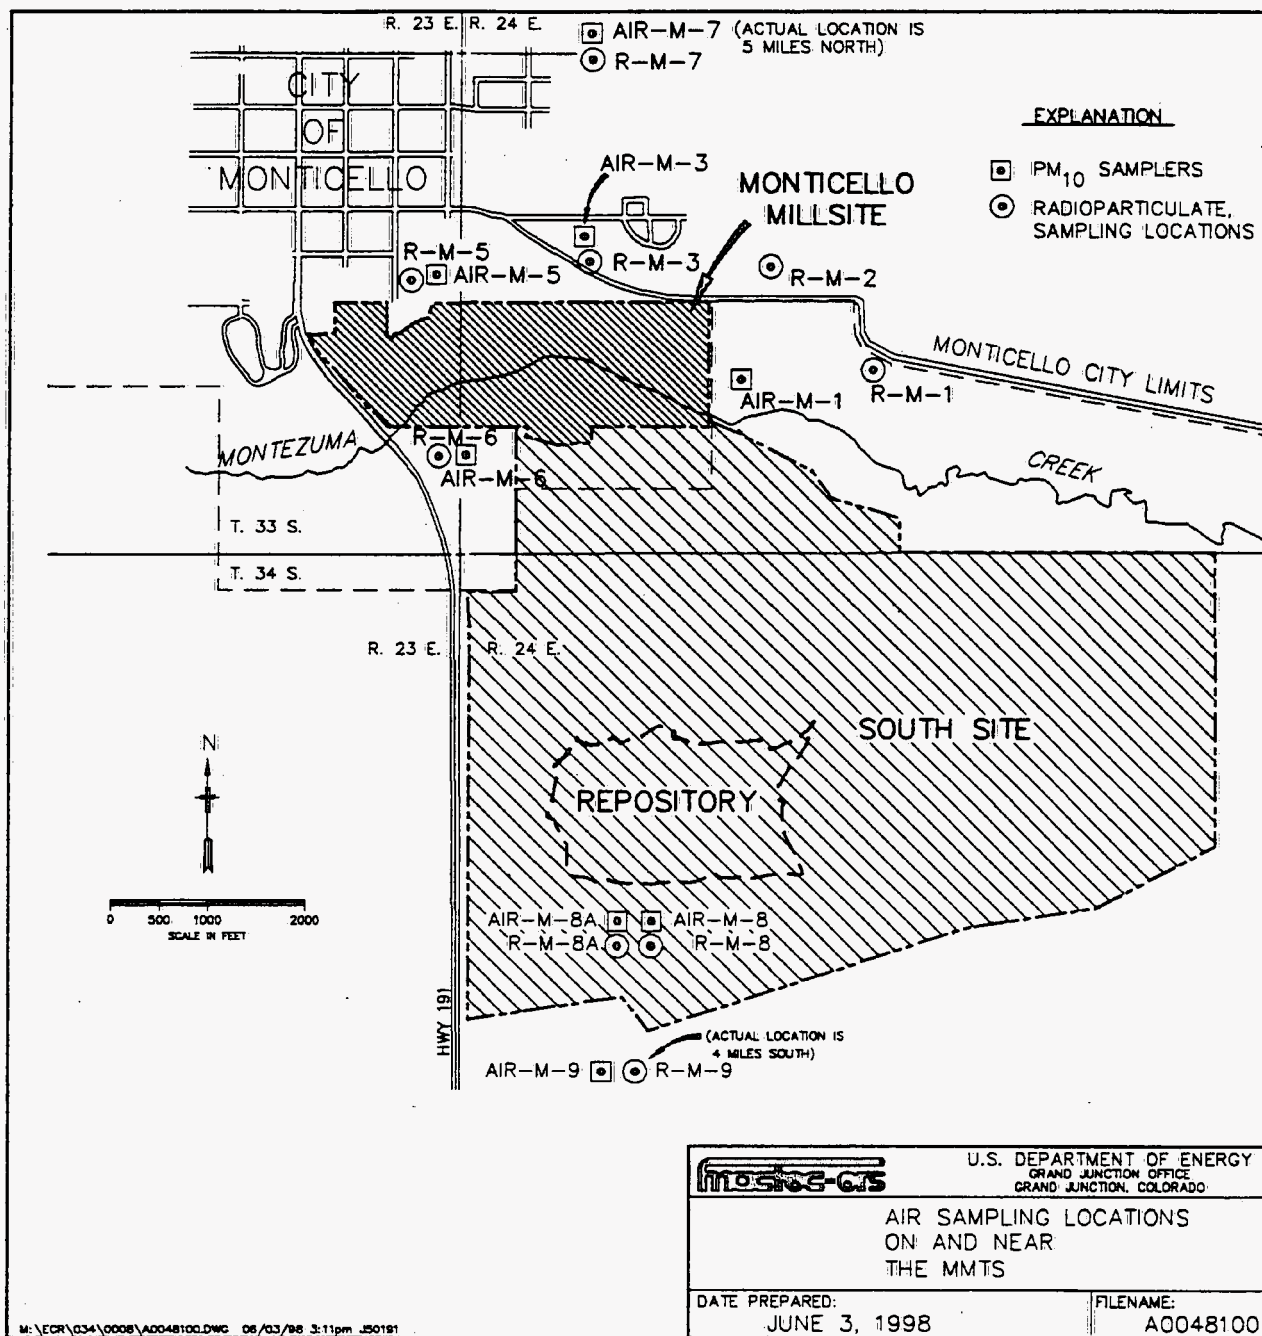 R. 23 E. R. 24 E.
AIR-M-7 (ACTUAL LOCATION IS
5 MILES NORTH)
R-M-7
CITY
OF
MONTICELLO
EXPLANATION
PM10 SAMPLERS
RADIOPARTICULATE,
SAMPLING LOCATIONS
AIR-M-3
MONTICELLO
MILLSITE
R-M-5
AIR-M-5
R-M-3
R-M-2
MONTICELLO CITY LIMITS
AIR-M-1
R-M-1
MONTEZUMA
R-M-6
AIR-M-6
CREEK
T. 33 S.
T. 34 S.
R. 23 E. R. 24 E.
SOUTH SITE
REPOSITORY
N
0 500 1000 2000
SCALE IN FEET
AIR-M-8A AIR-M-8
R-M-8A R-M-8
HWY 191
(ACTUAL LOCATION IS
4 MILES SOUTH)
AIR-M-9 R-M-9
U.S. DEPARTMENT OF ENERGY
GRAND JUNCTION OFFICE
GRAND JUNCTION, COLORADO
AIR SAMPLING LOCATIONS
ON AND NEAR
THE MMTS
DATE PREPARED:
JUNE 3, 1998
FILENAME:
A0048100
M:\ECR\034\0008\A0048100.DWG 06/03/98 3:11pm J50191